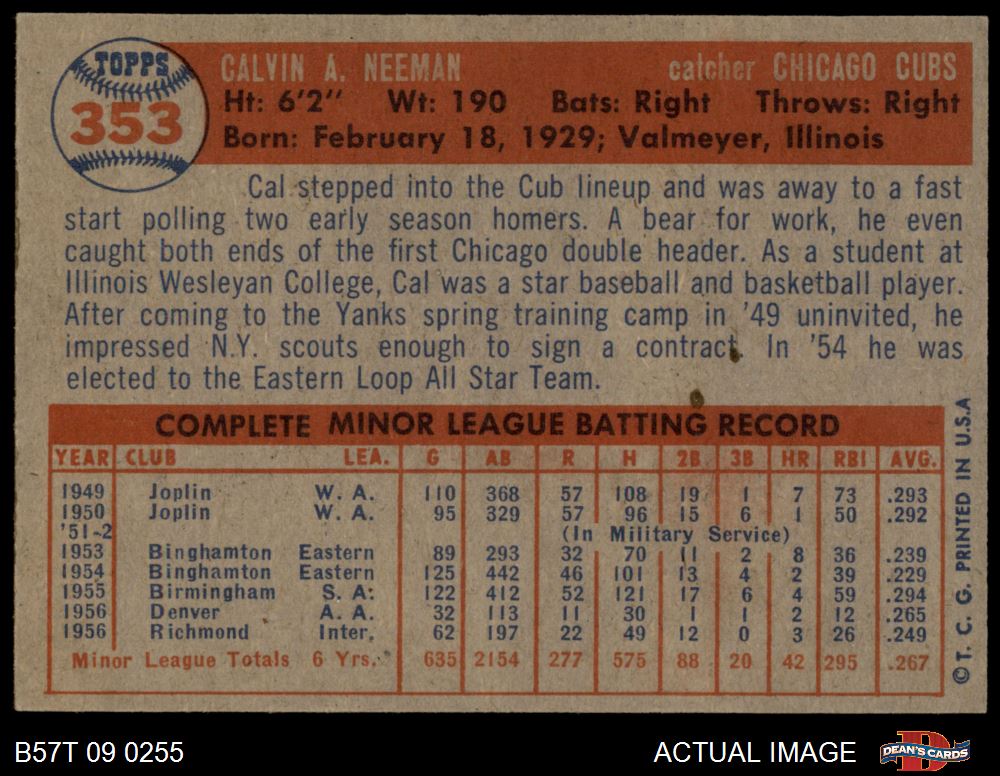 TOPPS
353
CALVIN A. NEEMAN catcher CHICAGO CUBS
Ht: 6'2" Wt: 190 Bats: Right Throws: Right
Born: February 18, 1929; Valmeyer, Illinois
Cal stepped into the Cub lineup and was away to a fast
start polling two early season homers. A bear for work, he even
caught both ends of the first Chicago double header. As a student at
Illinois Wesleyan College, Cal was a star baseball and basketball player.
After coming to the Yanks spring training camp in '49 uninvited, he
impressed N.Y. scouts enough to sign a contract. In '54 he was
elected to the Eastern Loop All Star Team.
COMPLETE MINOR LEAGUE BATTING RECORD
YEAR CLUB LEA. G AB R H 2B 3B HR RBI AVG.
1949 Joplin W. A. 110 368 57 108 19 1 7 73 .293
1950 Joplin W. A. 95 329 57 96 15 6 1 50 .292
'51-2 (In Military Service)
1953 Binghamton Eastern 89 293 32 70 11 2 8 36 .239
1954 Binghamton Eastern 125 442 46 101 13 4 2 39 .229
1955 Birmingham S. A. 122 412 52 121 17 6 4 59 .294
1956 Denver A. A. 32 113 11 30 1 1 2 12 .265
1956 Richmond Inter. 62 197 22 49 12 0 3 26 .249
Minor League Totals 6 Yrs. 635 2154 277 575 88 20 42 295 .267
©T. C. G. PRINTED IN U.S.A
B57T 09 0255 ACTUAL IMAGE
D
DEAN'S CARDS